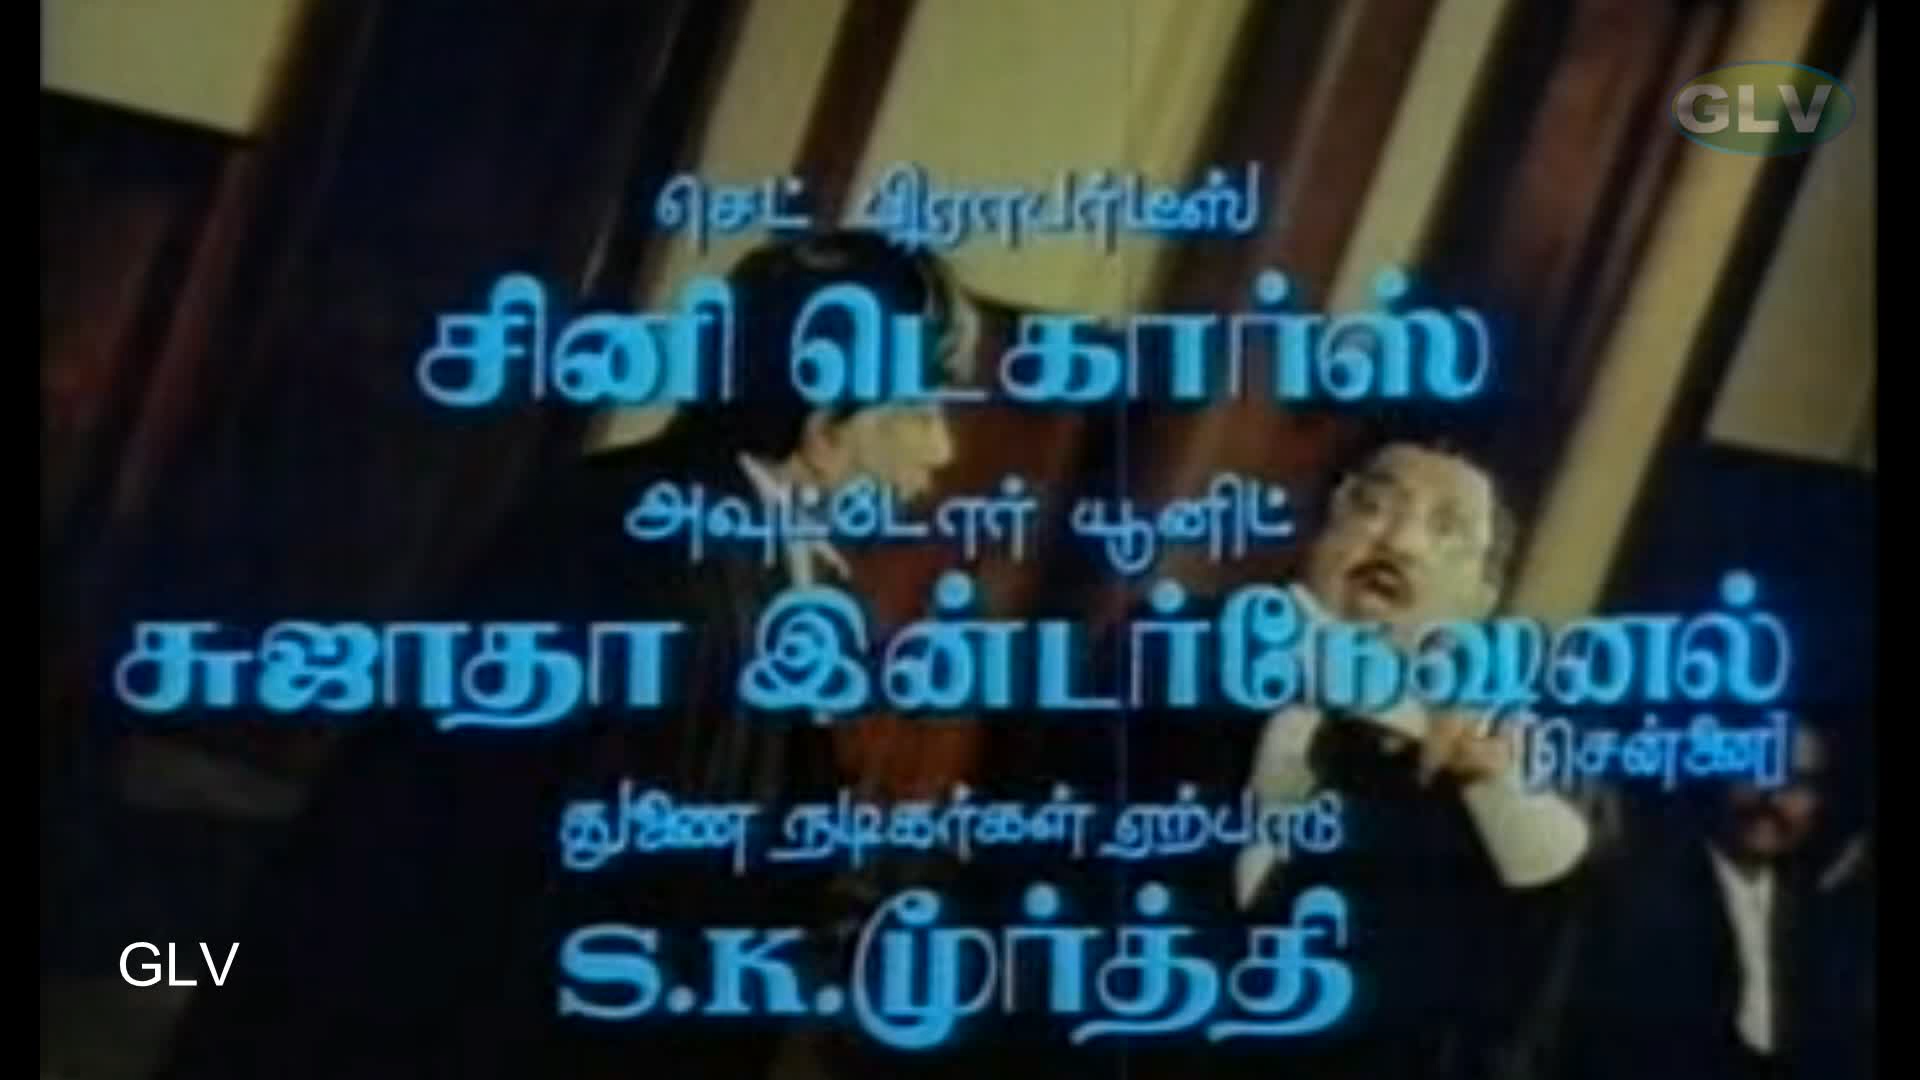 GLV
செட் பிராபர்டீஸ்
சினி டெகார்ஸ்
அவுட்டோர் யூனிட்
சுஜாதா இன்டர்நேஷனல்
[சென்னை]
துணை நடிகர்கள் ஏற்பாடு
S.K.மூர்த்தி
GLV